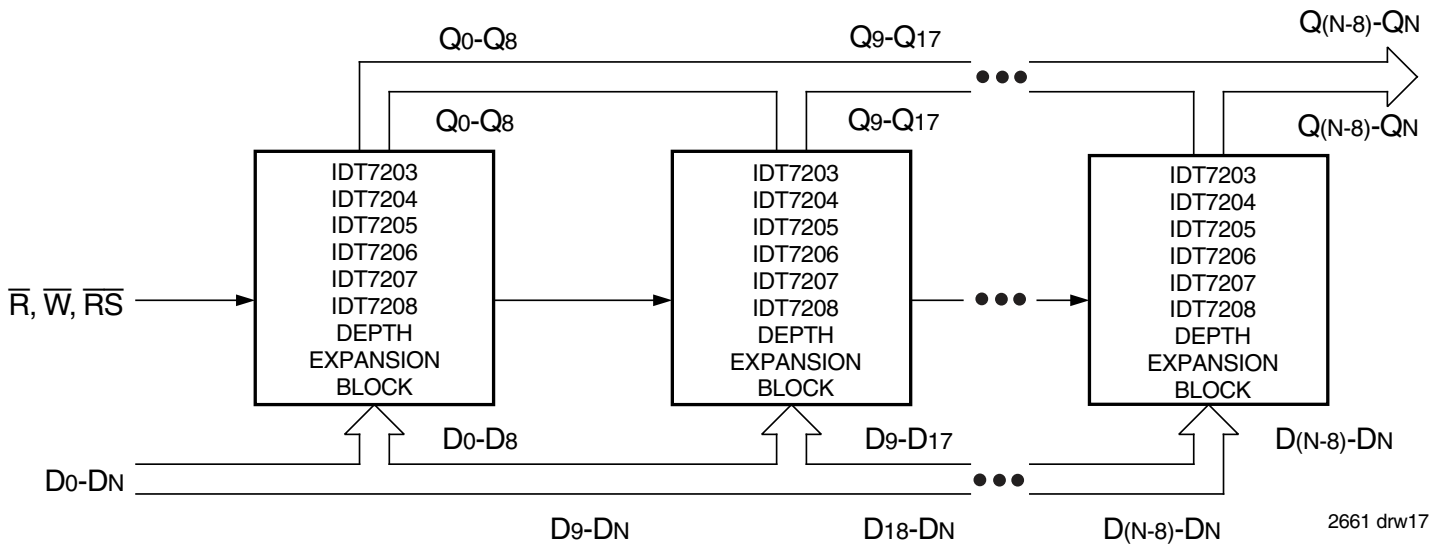 Q0-Q8 Q9-Q17 Q(N-8)-QN
Q0-Q8 Q9-Q17 Q(N-8)-QN
IDT7203
IDT7204
IDT7205
IDT7206
IDT7207
IDT7208
DEPTH
EXPANSION
BLOCK
IDT7203
IDT7204
IDT7205
IDT7206
IDT7207
IDT7208
DEPTH
EXPANSION
BLOCK
IDT7203
IDT7204
IDT7205
IDT7206
IDT7207
IDT7208
DEPTH
EXPANSION
BLOCK
R̅, W̅, R̅S̅
D0-D8 D9-D17 D(N-8)-DN
D0-DN
D9-DN D18-DN D(N-8)-DN
2661 drw17